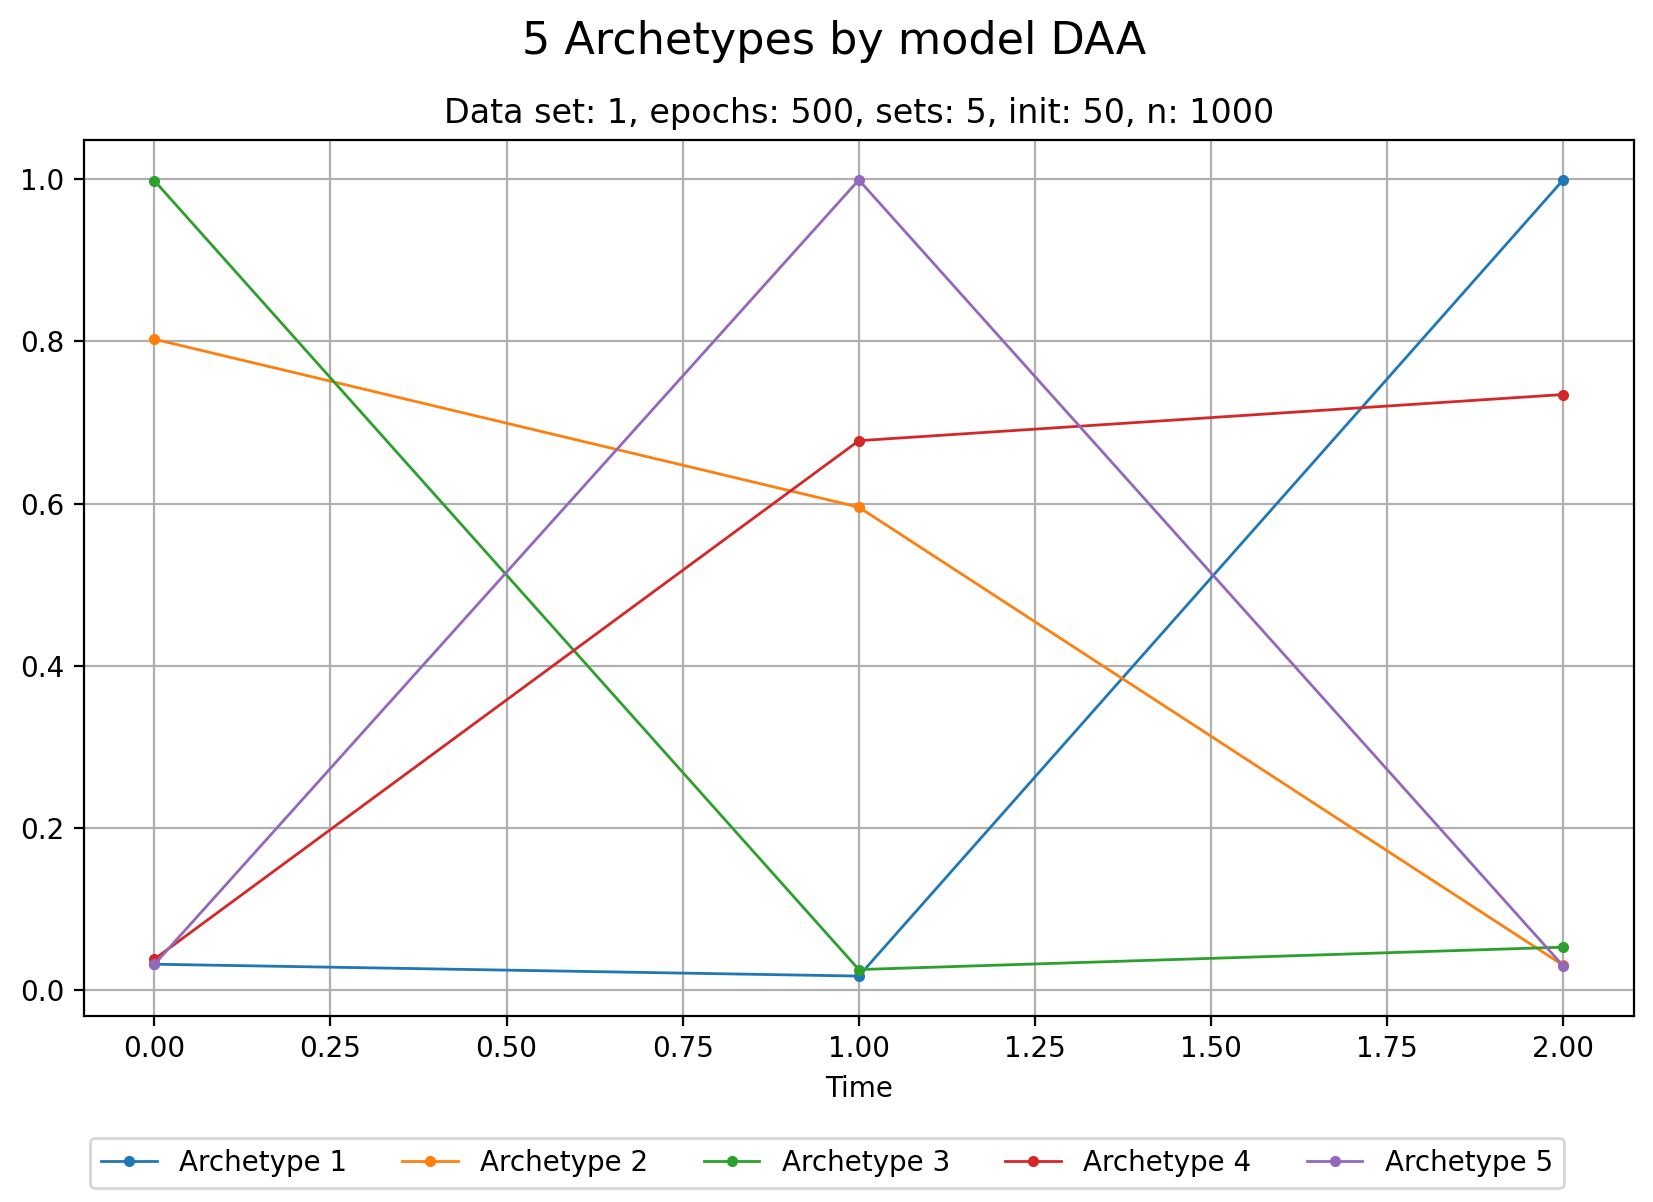 5 Archetypes by model DAA
Data set: 1, epochs: 500, sets: 5, init: 50, n: 1000
1.0
0.8
0.6
0.4
0.2
0.0
0.00 0.25 0.50 0.75 1.00 1.25 1.50 1.75 2.00
Time
Archetype 1 Archetype 2 Archetype 3 Archetype 4 Archetype 5